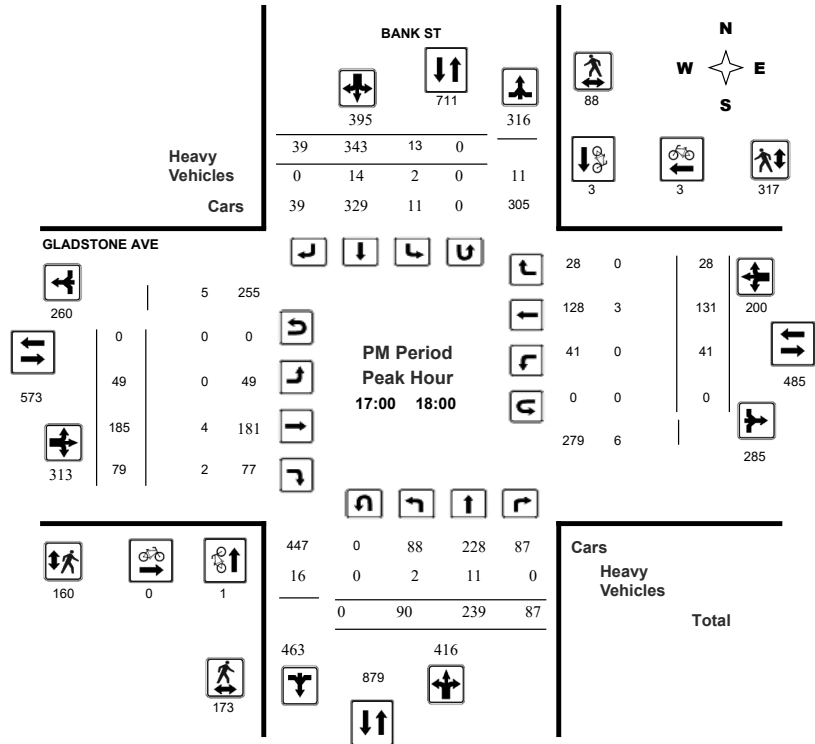 BANK ST
N
W E
S
711
88
395
316
39 343 13 0
Heavy
Vehicles
0 14 2 0 11
Cars
39 329 11 0 305
3 3 317
GLADSTONE AVE
260
5 255
28 0 28
200
128 3 131
0 0 0
573
PM Period
Peak Hour
17:00 18:00
49 0 49
41 0 41
485
0 0 0
185 4 181
313
79 2 77
279 6
285
447 0 88 228 87
Cars
16 0 2 11 0
Heavy
Vehicles
160 0 1
0 90 239 87
Total
463 416
879
173